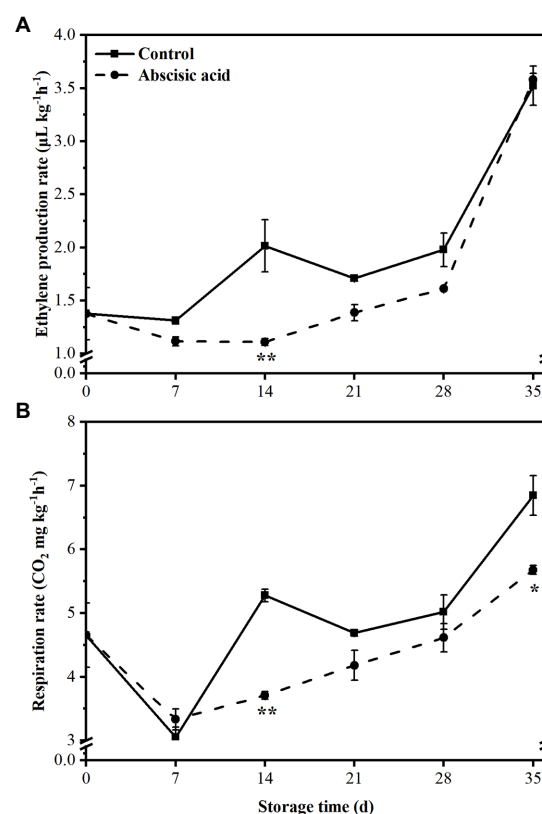 A
4.0
Control
Abscisic acid
3.5
3.0
2.5
2.0
1.5
1.0
0.0
Ethylene production rate (μL kg⁻¹h⁻¹)
**
0 7 14 21 28 35
B
8
7
6
5
4
3
0.0
Respiration rate (CO₂ mg kg⁻¹h⁻¹)
**
*
0 7 14 21 28 35
Storage time (d)